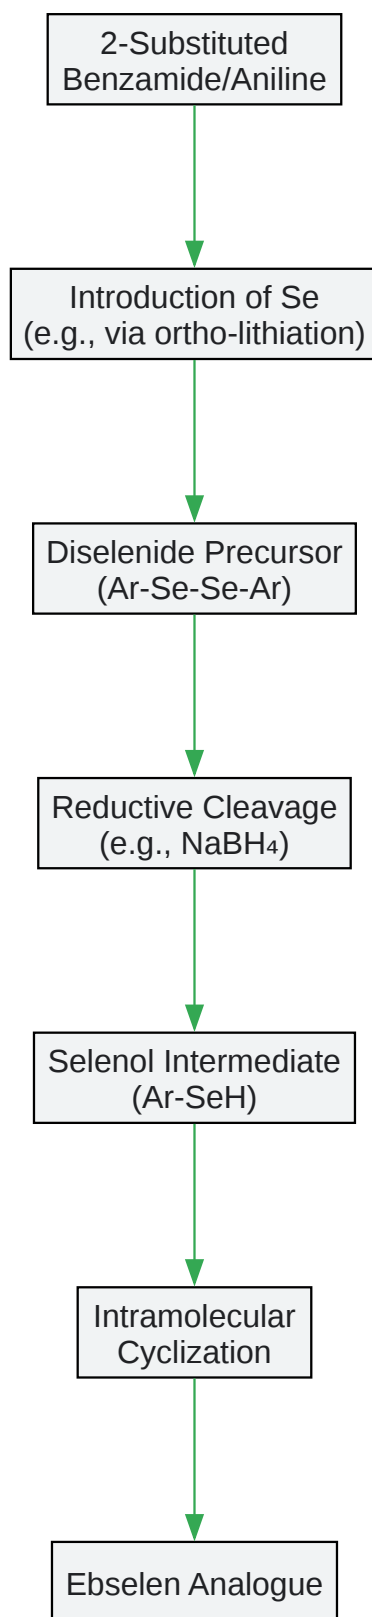 2-Substituted
Benzamide/Aniline
Introduction of Se
(e.g., via ortho-lithiation)
Diselenide Precursor
(Ar-Se-Se-Ar)
Reductive Cleavage
(e.g., NaBH₄)
Selenol Intermediate
(Ar-SeH)
Intramolecular
Cyclization
Ebselen Analogue